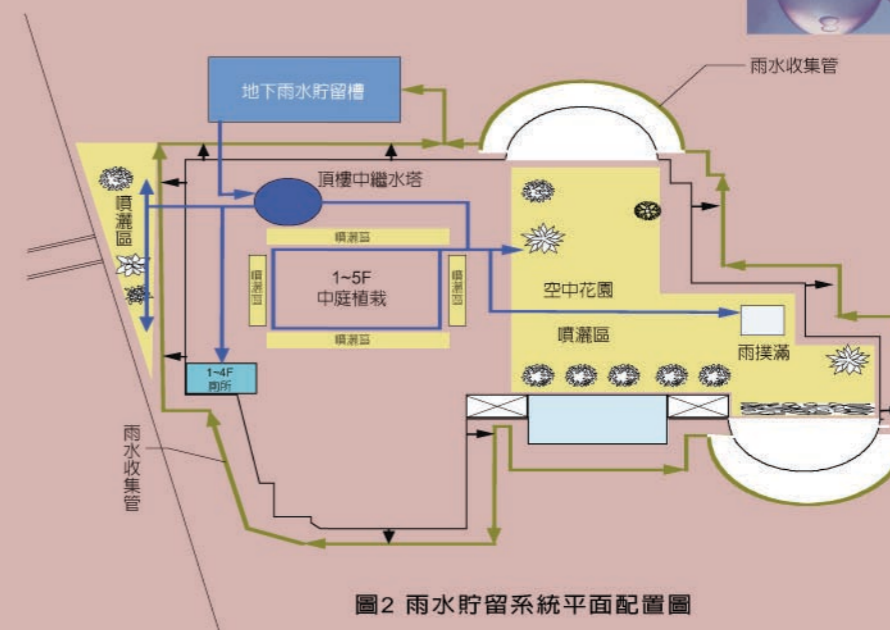 雨水收集管
地下雨水貯留槽
頂樓中繼水塔
噴灑區
噴灑區
噴灑區
1~5F
中庭植栽
噴灑區
噴灑區
空中花園
噴灑區
雨撲滿
1~4F
廁所
雨水收集管
圖2 雨水貯留系統平面配置圖